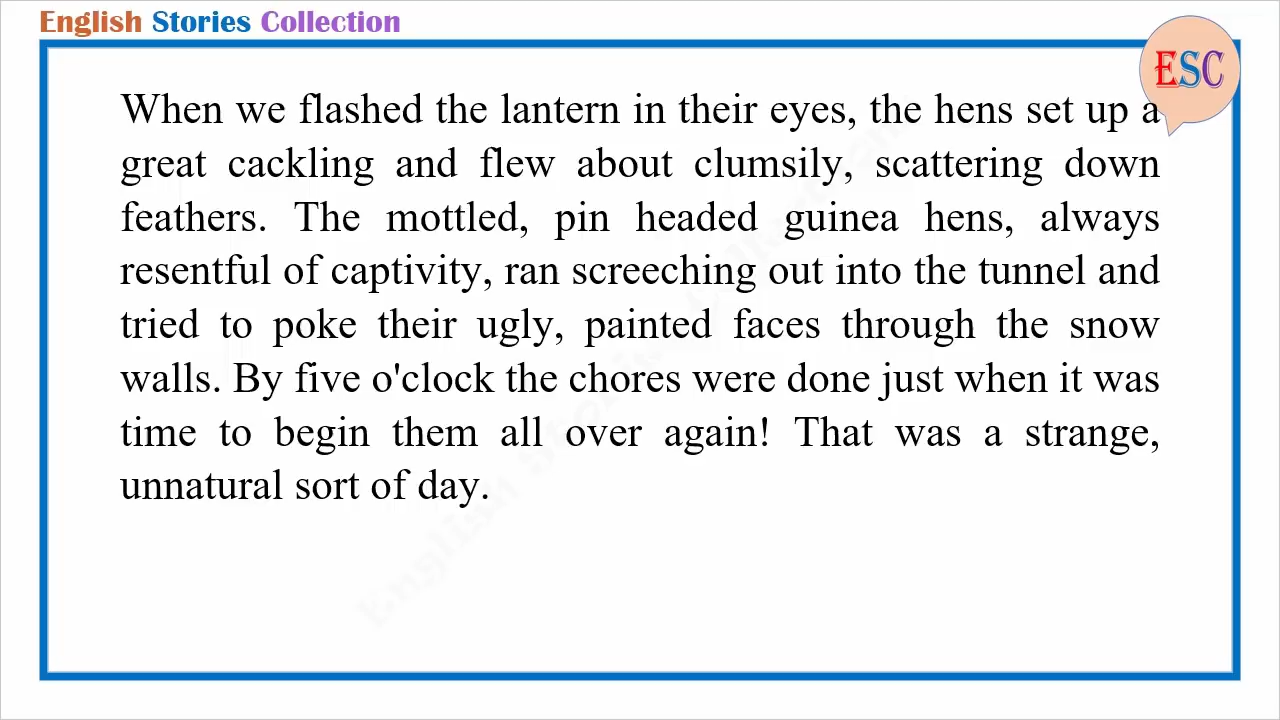 English Stories Collection
ESC
When we flashed the lantern in their eyes, the hens set up a
great cackling and flew about clumsily, scattering down
feathers. The mottled, pin headed guinea hens, always
resentful of captivity, ran screeching out into the tunnel and
tried to poke their ugly, painted faces through the snow
walls. By five o'clock the chores were done just when it was
time to begin them all over again! That was a strange,
unnatural sort of day.
English Stories Collection